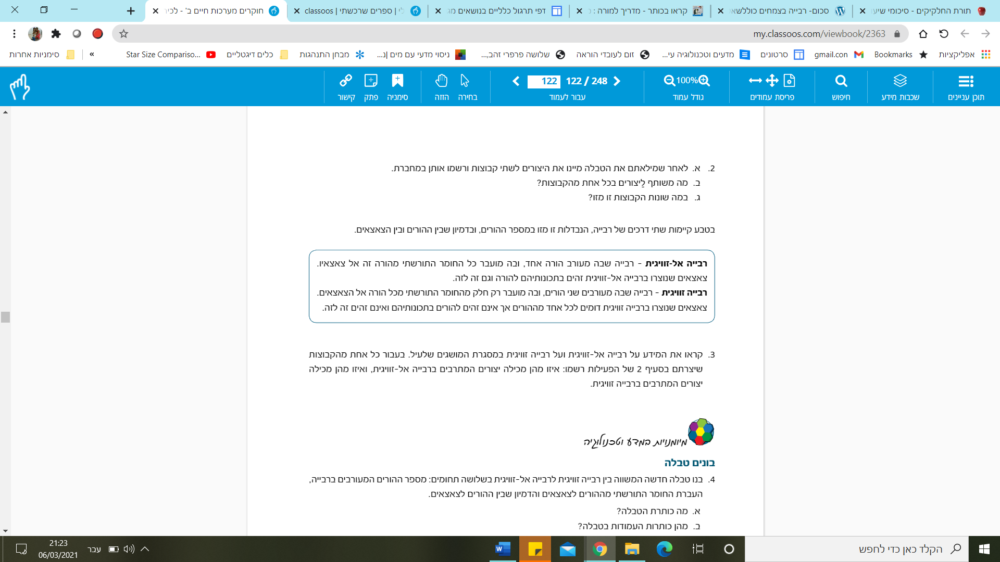 תורת החלקיקים - סיכומי שיעו
סכום- רבייה בצמחים כוללשאל
קראו בכותר - מדריך למורה : כ
דפי תרגול כלליים בנושאים מג
לי | ספרים שרכשתי | classoos
חוקרים מערכות חיים ב' - לכיר
my.classoos.com/viewbook/2363
אפליקציות
Bookmarks
gmail.con
סרטונים
מדעים וטכנולוגיה עי...
זום לעובדי הוראה
שלושה פרפרי זהב,...
ניסוי מדעי עם מים |נ...
מבחן התנהגות
כלים דיגטליים
Star Size Compariso...
»
סימניות אחרות
תוכן עניינים
שכבות מידע
חיפוש
פריסת עמודים
100%
גודל עמוד
122 122 / 248
עבור לעמוד
בחירה
הזזה
סימניה
פתק
קישור
2. א. לאחר שמילאתם את הטבלה מיינו את היצורים לשתי קבוצות ורשמו אותן במחברת.
ב. מה משותף לַיצורים בכל אחת מהקבוצות?
ג. במה שונות הקבוצות זו מזו?
בטבע קיימות שתי דרכים של רבייה, הנבדלות זו מזו במספר ההורים, ובדמיון שבין ההורים ובין הצאצאים.
רבייה אל-זוויגית - רבייה שבה מעורב הורה אחד, ובה מועבר כל החומר התורשתי מהורה זה אל צאצאיו.
צאצאים שנוצרו ברבייה אל-זוויגית זהים בתכונותיהם להורה וגם זה לזה.
רבייה זוויגית - רבייה שבה מעורבים שני הורים, ובה מועבר רק חלק מהחומר התורשתי מכל הורה אל הצאצאים.
צאצאים שנוצרו ברבייה זוויגית דומים לכל אחד מההורים אך אינם זהים להורים בתכונותיהם ואינם זהים זה לזה.
3. קראו את המידע על רבייה אל-זוויגית ועל רבייה זוויגית במסגרת המושגים שלעיל. בעבור כל אחת מהקבוצות
שיצרתם בסעיף 2 של הפעילות רשמו: איזו מהן מכילה יצורים המתרבים ברבייה אל-זוויגית, ואיזו מהן מכילה
יצורים המתרבים ברבייה זוויגית.
מיומנויות במדע וטכנולוגיה
בונים טבלה
4. בנו טבלה חדשה המשווה בין רבייה זוויגית לרבייה אל-זוויגית בשלושה תחומים: מספר ההורים המעורבים ברבייה,
העברת החומר התורשתי מההורים לצאצאים והדמיון שבין ההורים לצאצאים.
א. מה כותרת הטבלה?
ב. מהן כותרות העמודות בטבלה?
הקלד כאן כדי לחפש
עבר
21:23
06/03/2021